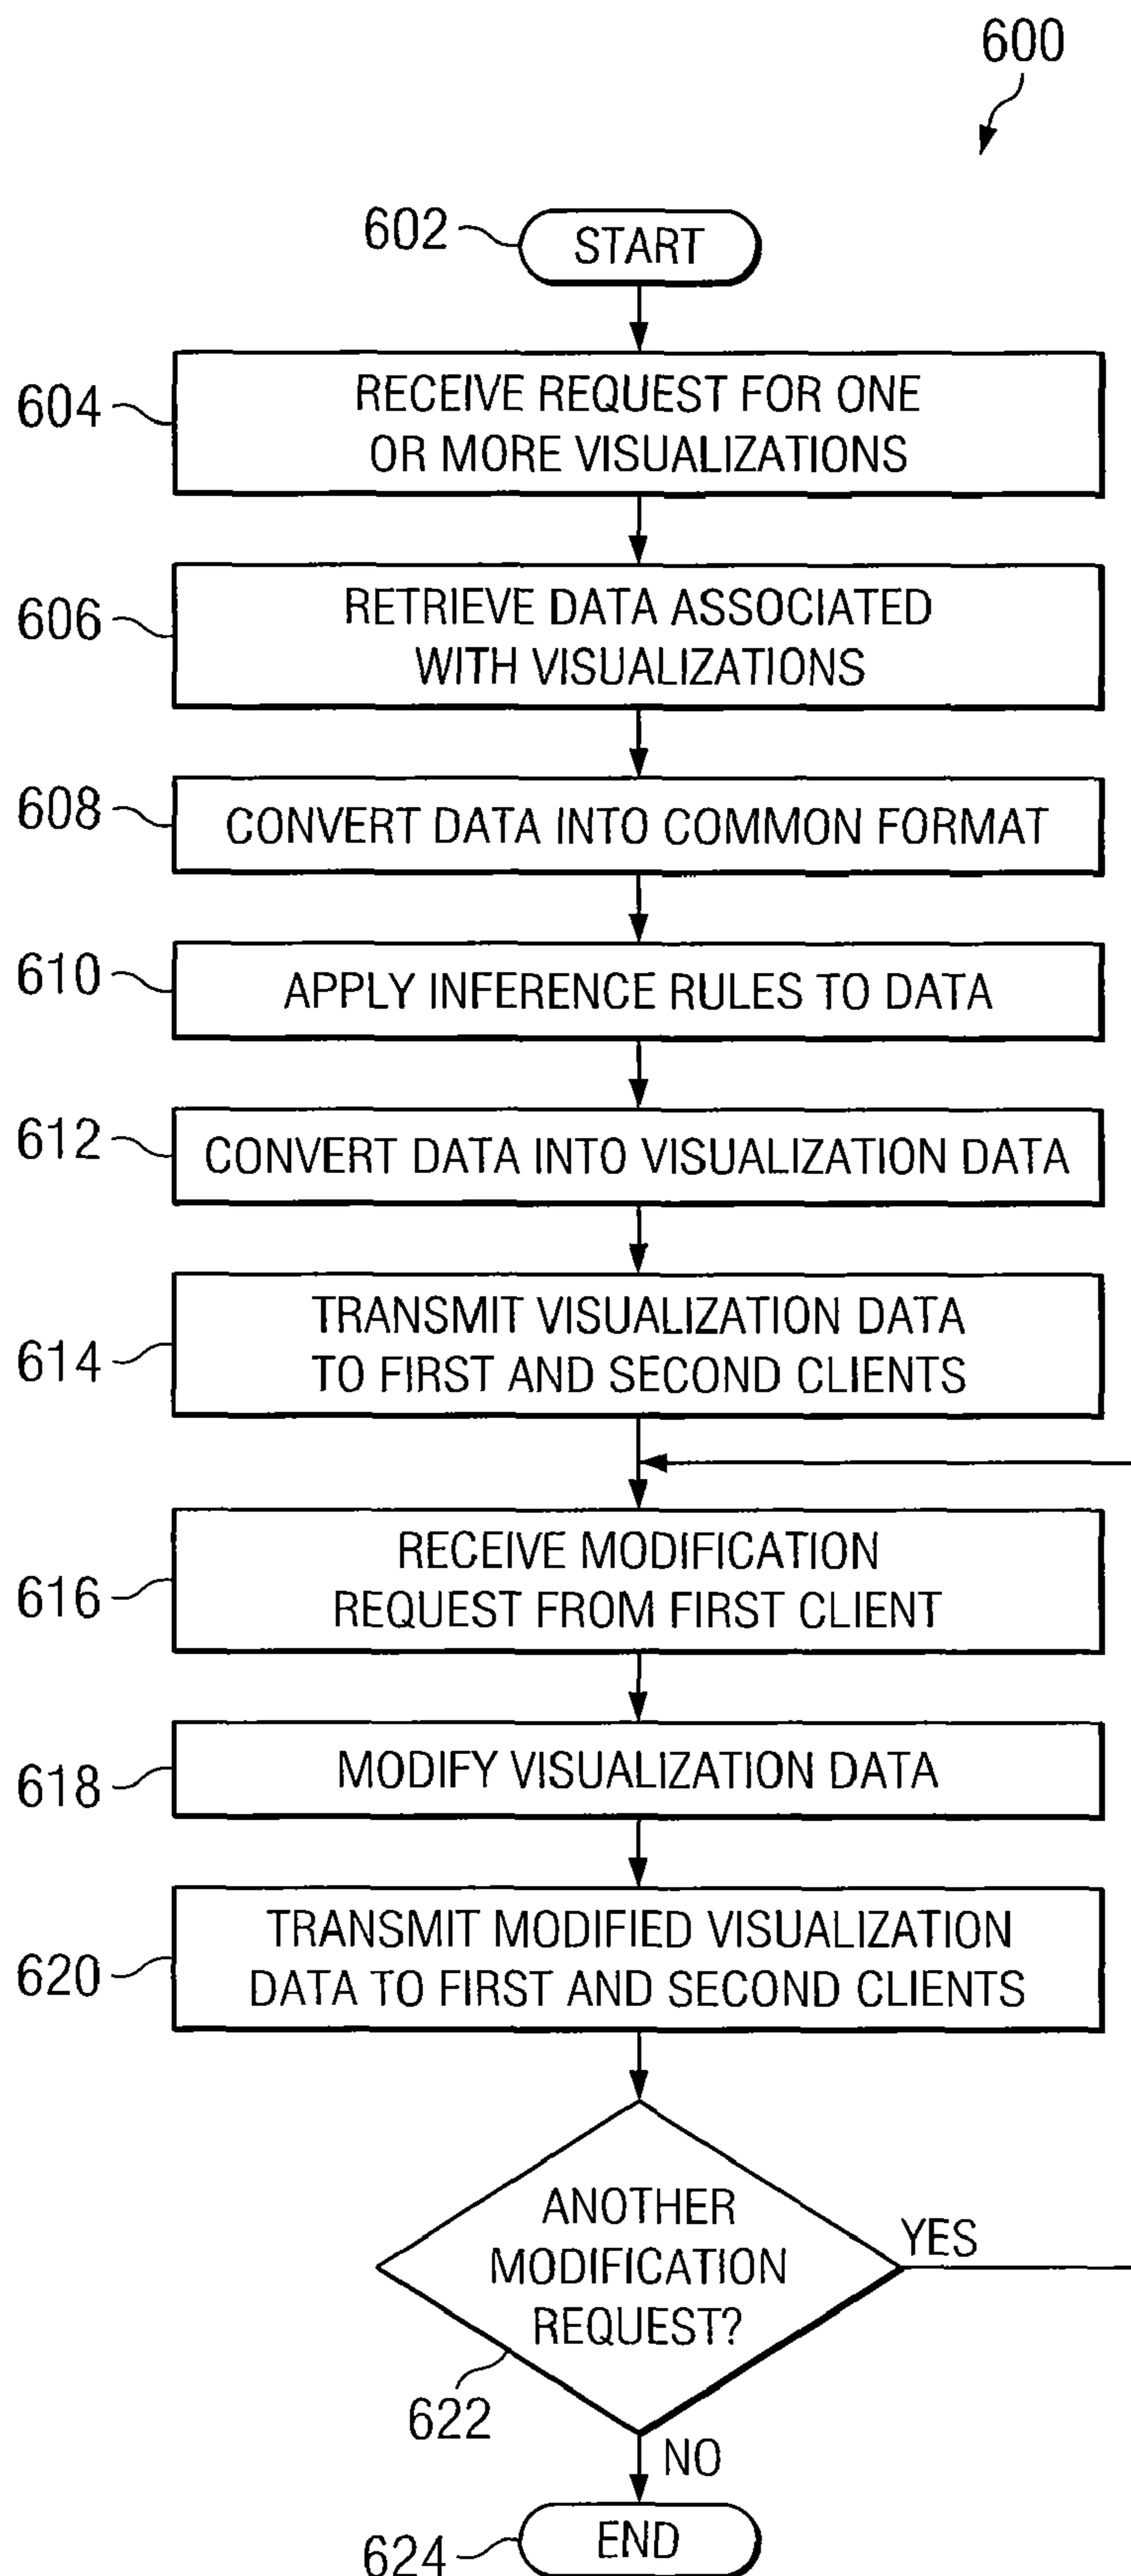 600
602
START
604
RECEIVE REQUEST FOR ONE
OR MORE VISUALIZATIONS
606
RETRIEVE DATA ASSOCIATED
WITH VISUALIZATIONS
608
CONVERT DATA INTO COMMON FORMAT
610
APPLY INFERENCE RULES TO DATA
612
CONVERT DATA INTO VISUALIZATION DATA
614
TRANSMIT VISUALIZATION DATA
TO FIRST AND SECOND CLIENTS
616
RECEIVE MODIFICATION
REQUEST FROM FIRST CLIENT
618
MODIFY VISUALIZATION DATA
620
TRANSMIT MODIFIED VISUALIZATION
DATA TO FIRST AND SECOND CLIENTS
ANOTHER
MODIFICATION
REQUEST?
YES
622
NO
624
END